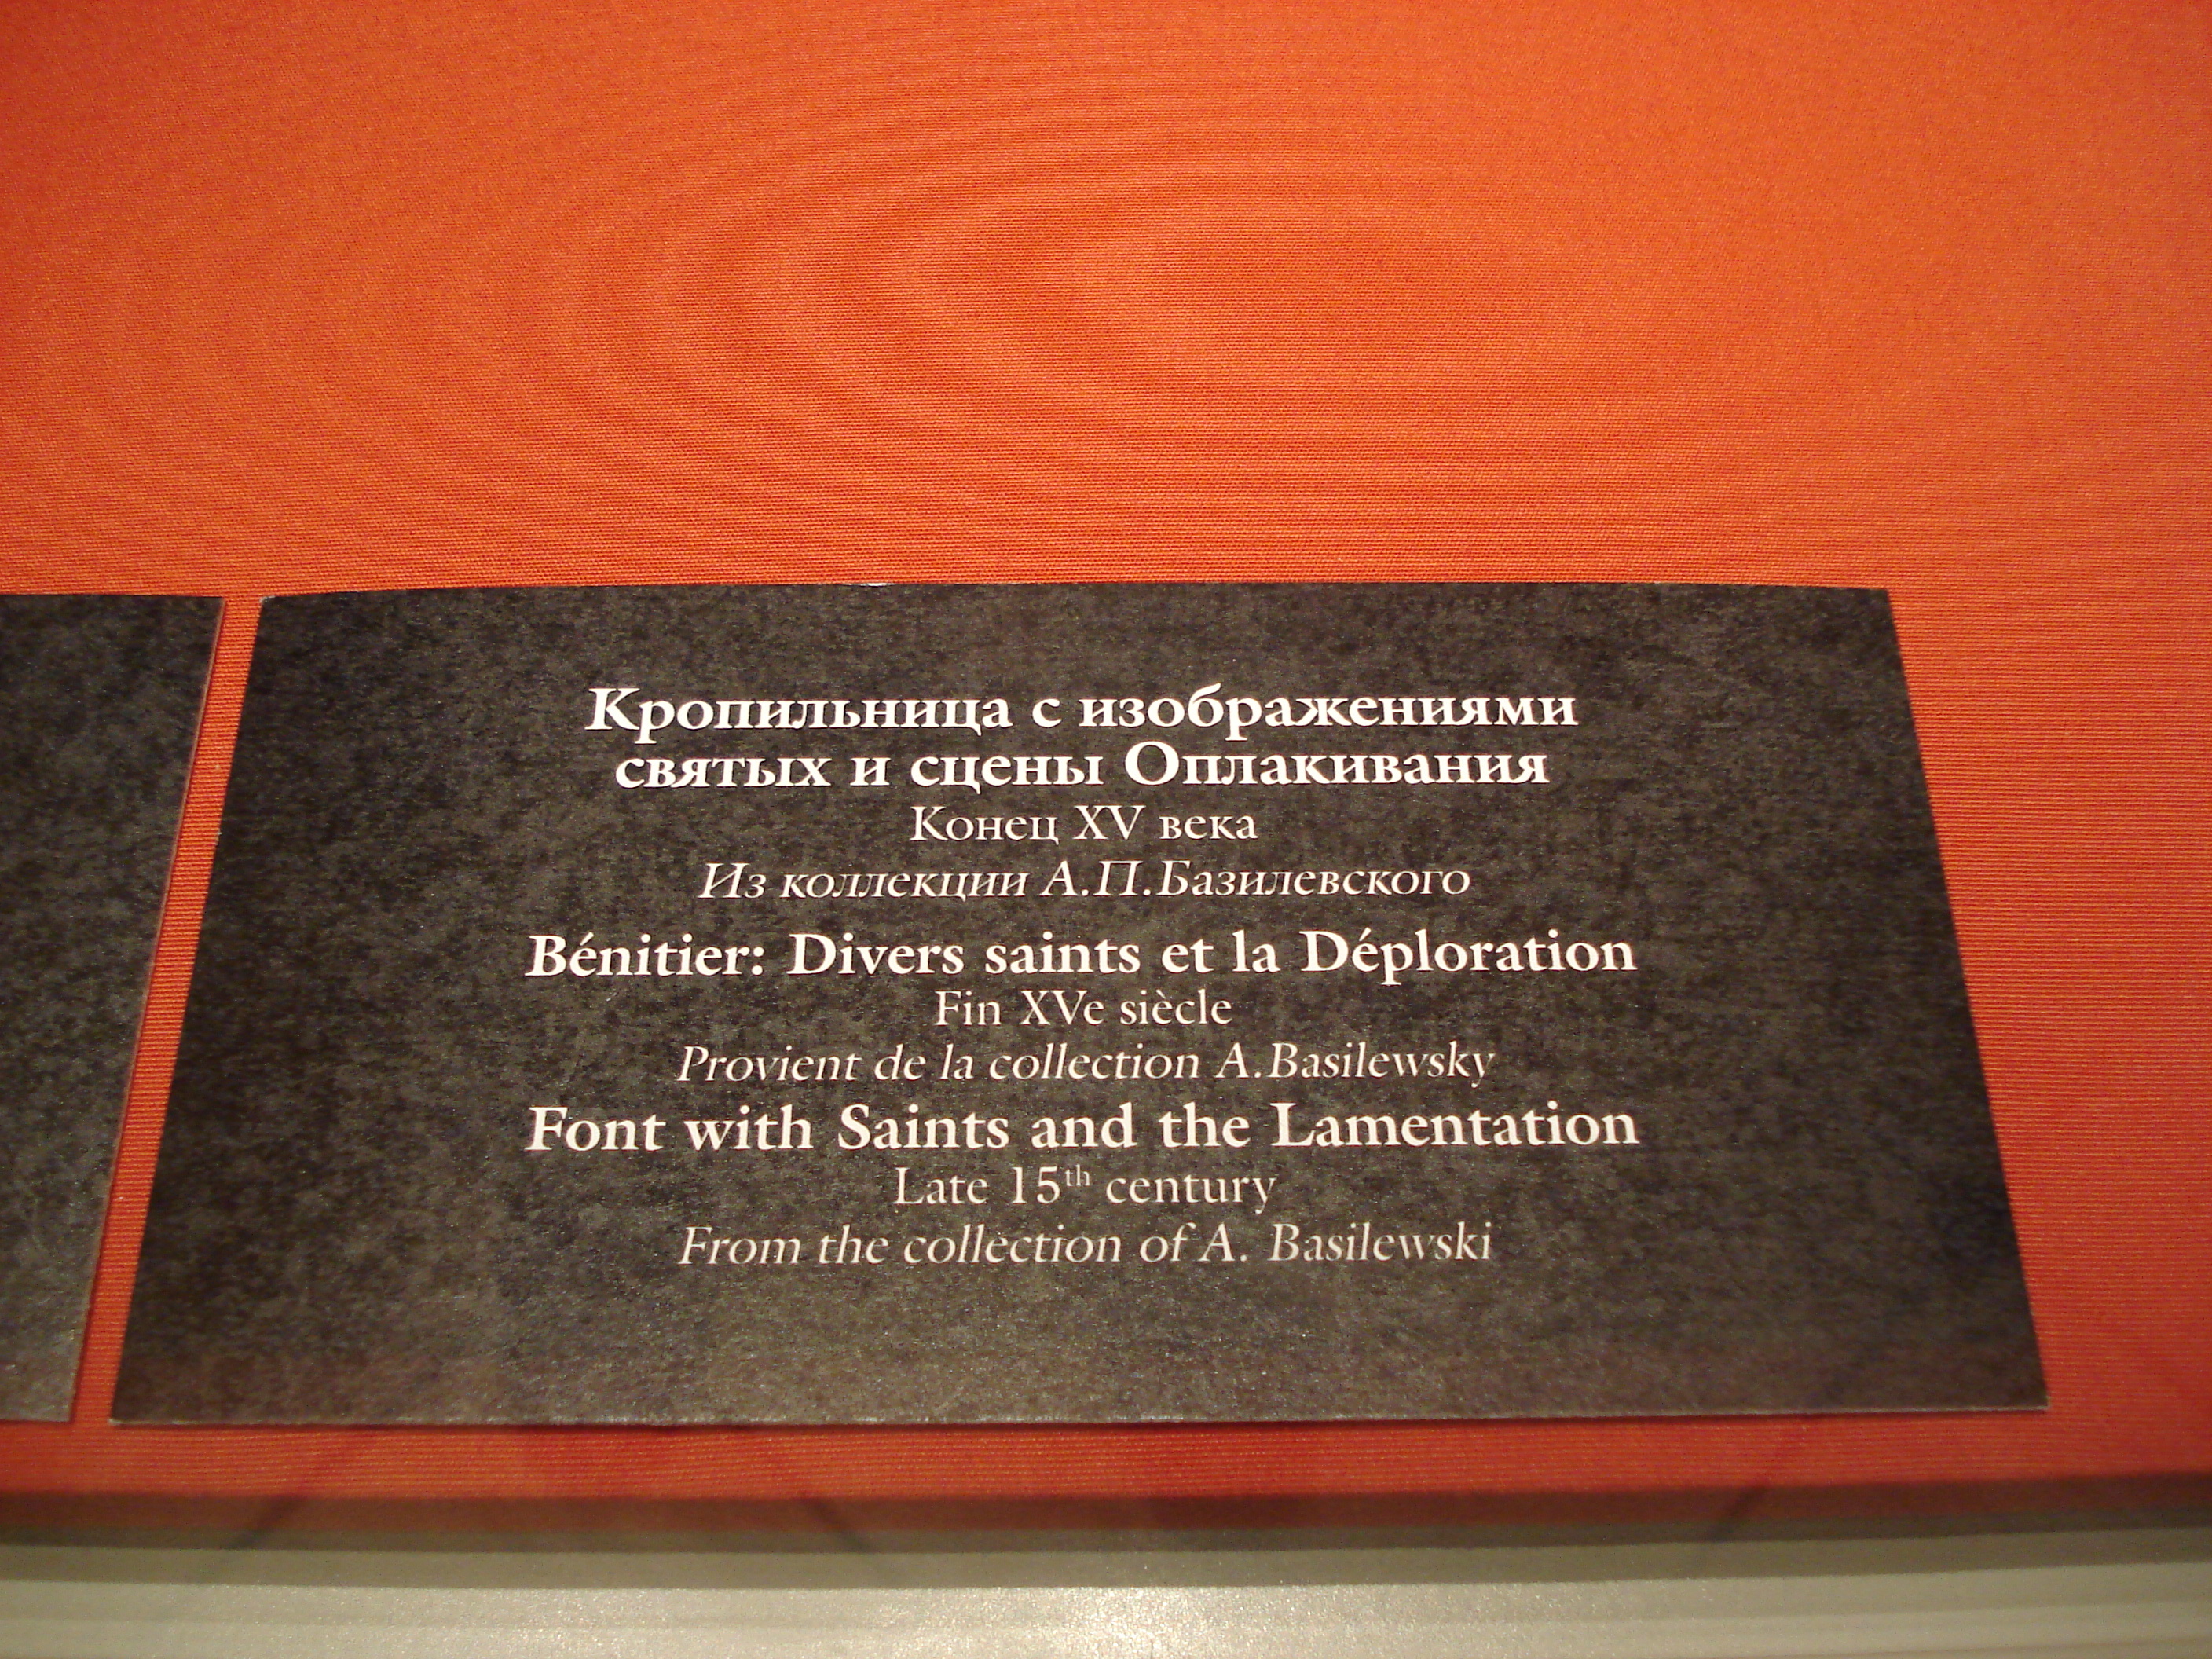 Кропильница с изображениями
святых и сцены Оплакивания
Конец XV века
Из коллекции А.П.Базилевского
Bénitier: Divers saints et la Déploration
Fin XVe siècle
Provient de la collection A.Basilewsky
Font with Saints and the Lamentation
Late 15th century
From the collection of A. Basilewski